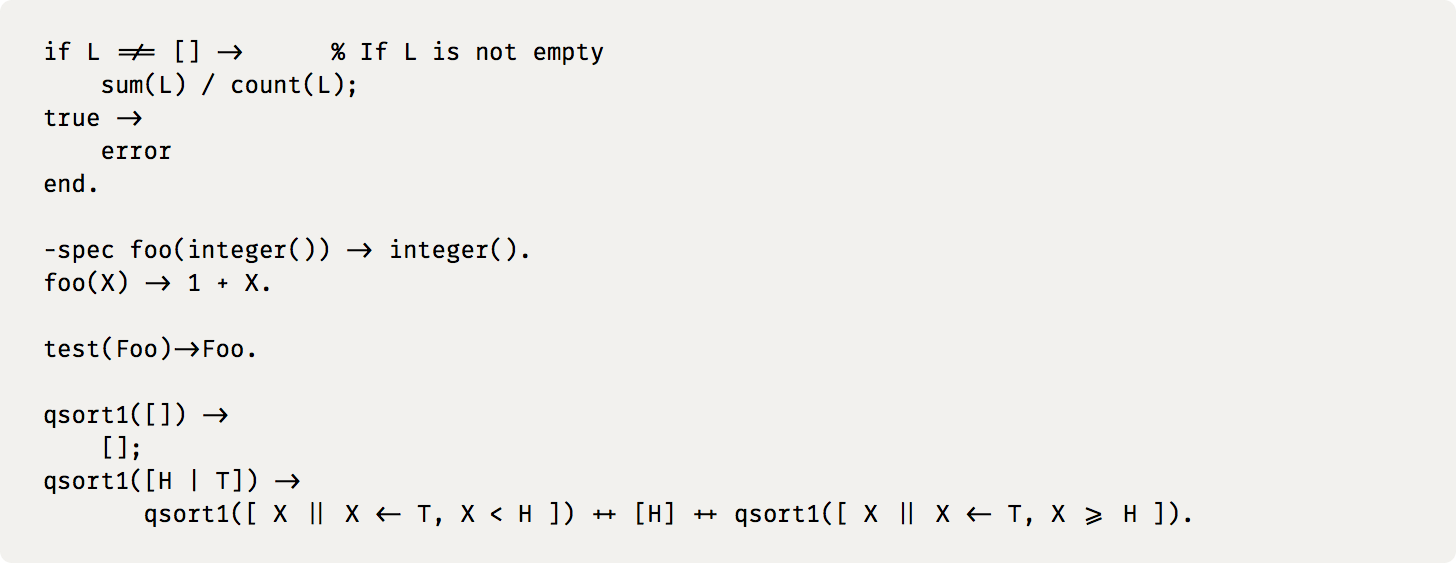 if L =/= [] ->      % If L is not empty
    sum(L) / count(L);
true ->
    error
end.

-spec foo(integer()) -> integer().
foo(X) -> 1 + X.

test(Foo)->Foo.

qsort1([]) ->
    [];
qsort1([H | T]) ->
       qsort1([ X || X <- T, X < H ]) ++ [H] ++ qsort1([ X || X <- T, X >= H ]).